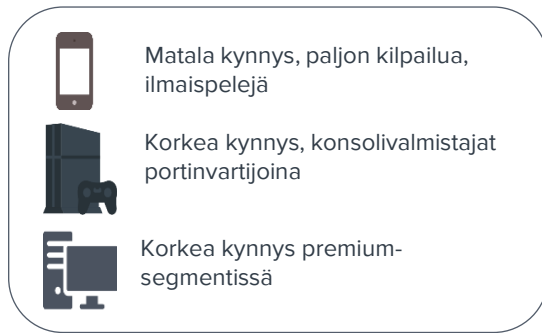 Matala kynnys, paljon kilpailua,
ilmaispelejä
Korkea kynnys, konsolivalmistajat
portinvartijoina
Korkea kynnys premium-
segmentissä